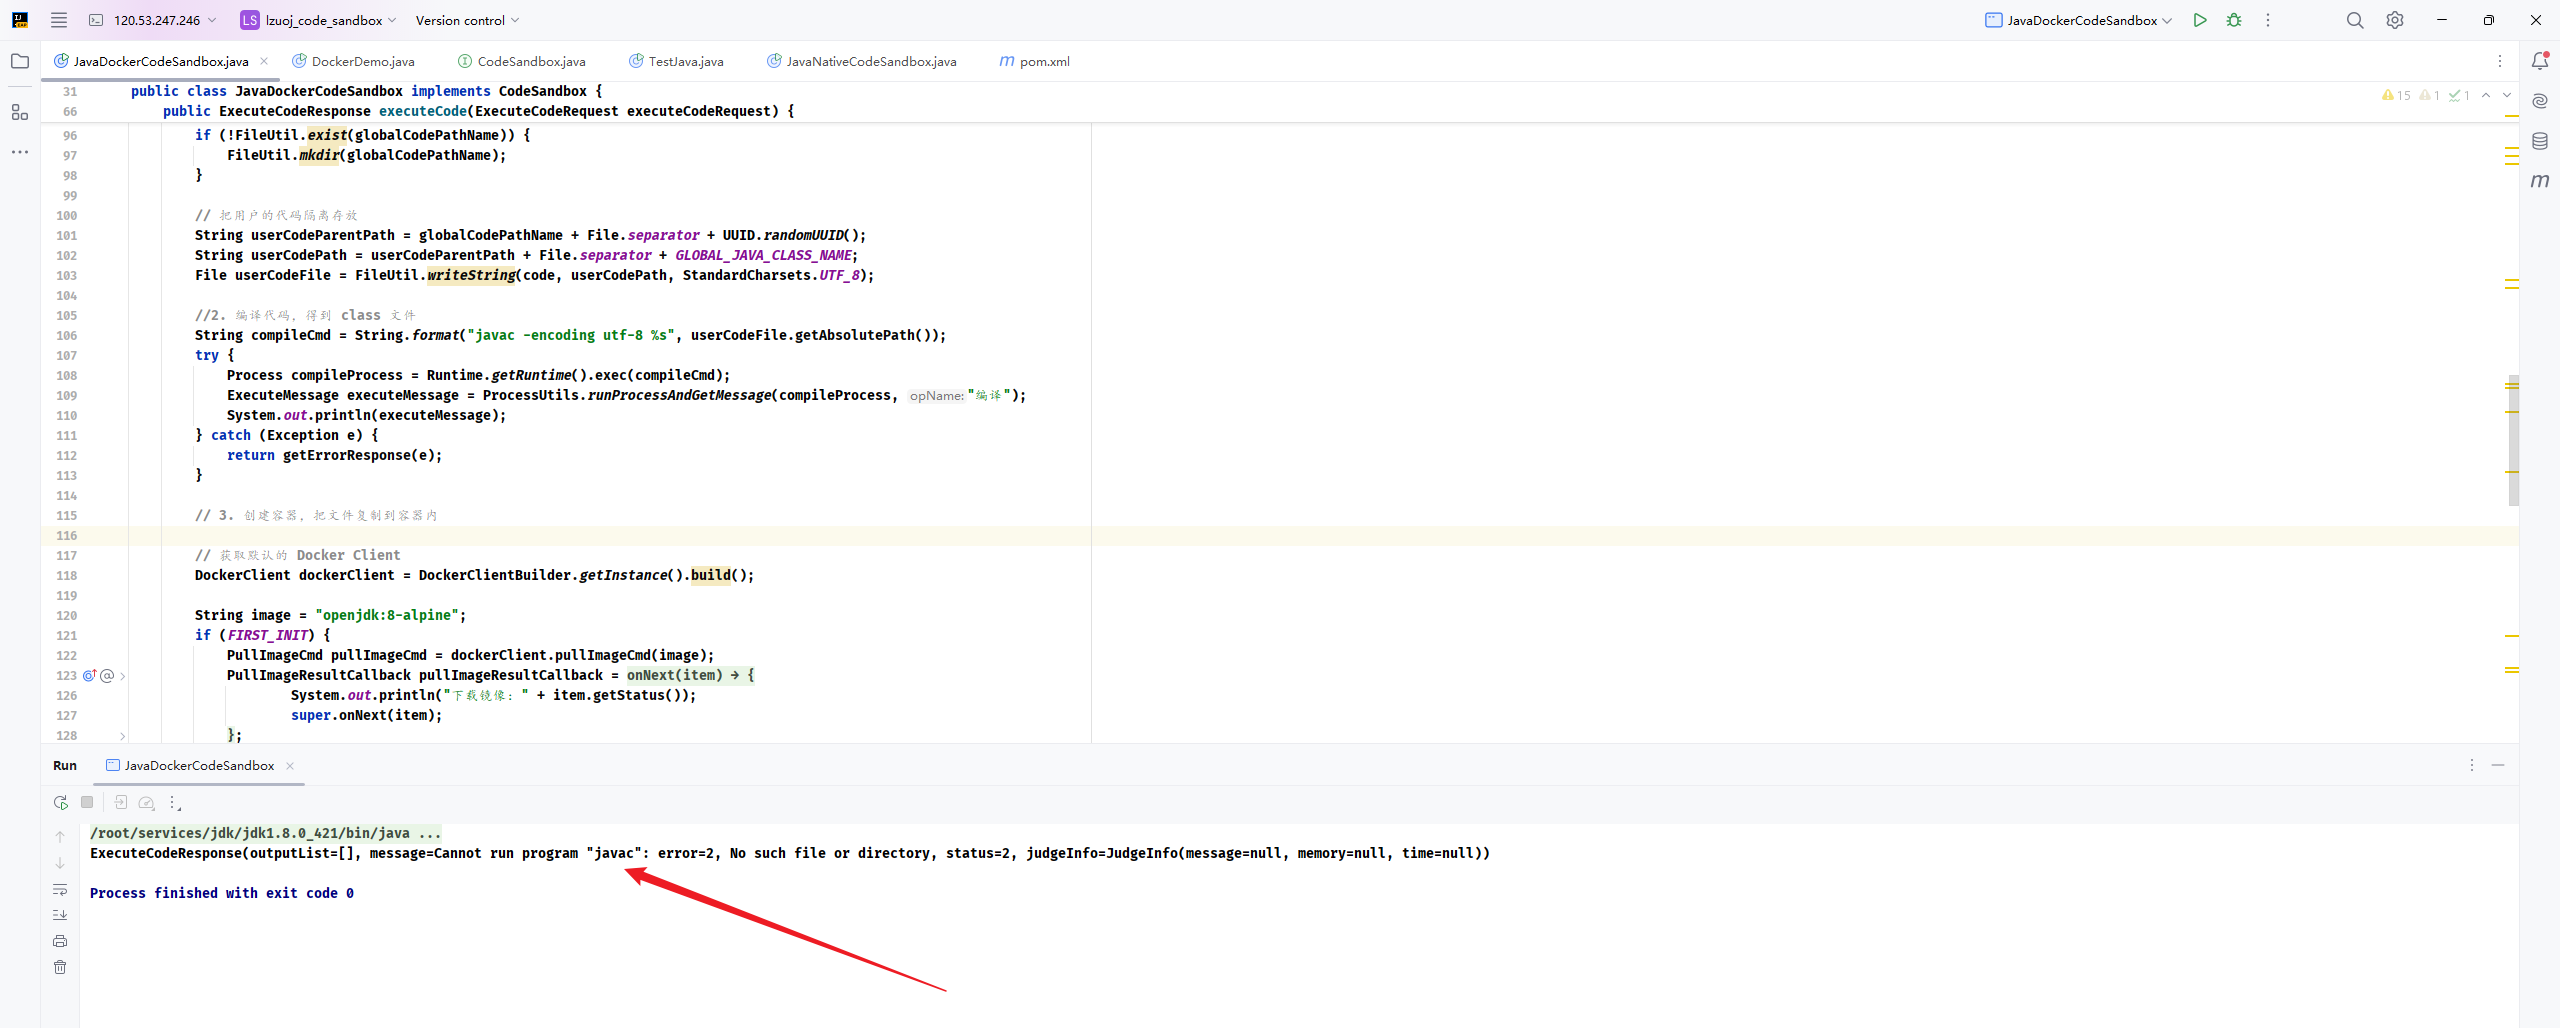 120.53.247.246
LS lzuoj_code_sandbox
Version control
JavaDockerCodeSandbox
JavaDockerCodeSandbox.java
DockerDemo.java
CodeSandbox.java
TestJava.java
JavaNativeCodeSandbox.java
pom.xml
31 public class JavaDockerCodeSandbox implements CodeSandbox {
66 public ExecuteCodeResponse executeCode(ExecuteCodeRequest executeCodeRequest) {
15 1 1
96 if (!FileUtil.exist(globalCodePathName)) {
97 FileUtil.mkdir(globalCodePathName);
98 }
99
100 // 把用户的代码隔离存放
101 String userCodeParentPath = globalCodePathName + File.separator + UUID.randomUUID();
102 String userCodePath = userCodeParentPath + File.separator + GLOBAL_JAVA_CLASS_NAME;
103 File userCodeFile = FileUtil.writeString(code, userCodePath, StandardCharsets.UTF_8);
104
105 //2. 编译代码，得到 class 文件
106 String compileCmd = String.format("javac -encoding utf-8 %s", userCodeFile.getAbsolutePath());
107 try {
108 Process compileProcess = Runtime.getRuntime().exec(compileCmd);
109 ExecuteMessage executeMessage = ProcessUtils.runProcessAndGetMessage(compileProcess, opName: "编译");
110 System.out.println(executeMessage);
111 } catch (Exception e) {
112 return getErrorResponse(e);
113 }
114
115 // 3. 创建容器，把文件复制到容器内
116
117 // 获取默认的 Docker Client
118 DockerClient dockerClient = DockerClientBuilder.getInstance().build();
119
120 String image = "openjdk:8-alpine";
121 if (FIRST_INIT) {
122 PullImageCmd pullImageCmd = dockerClient.pullImageCmd(image);
123 PullImageResultCallback pullImageResultCallback = onNext(item) → {
126 System.out.println("下载镜像：" + item.getStatus());
127 super.onNext(item);
128 };
Run JavaDockerCodeSandbox
/root/services/jdk/jdk1.8.0_421/bin/java ...
ExecuteCodeResponse(outputList=[], message=Cannot run program "javac": error=2, No such file or directory, status=2, judgeInfo=JudgeInfo(message=null, memory=null, time=null))
Process finished with exit code 0